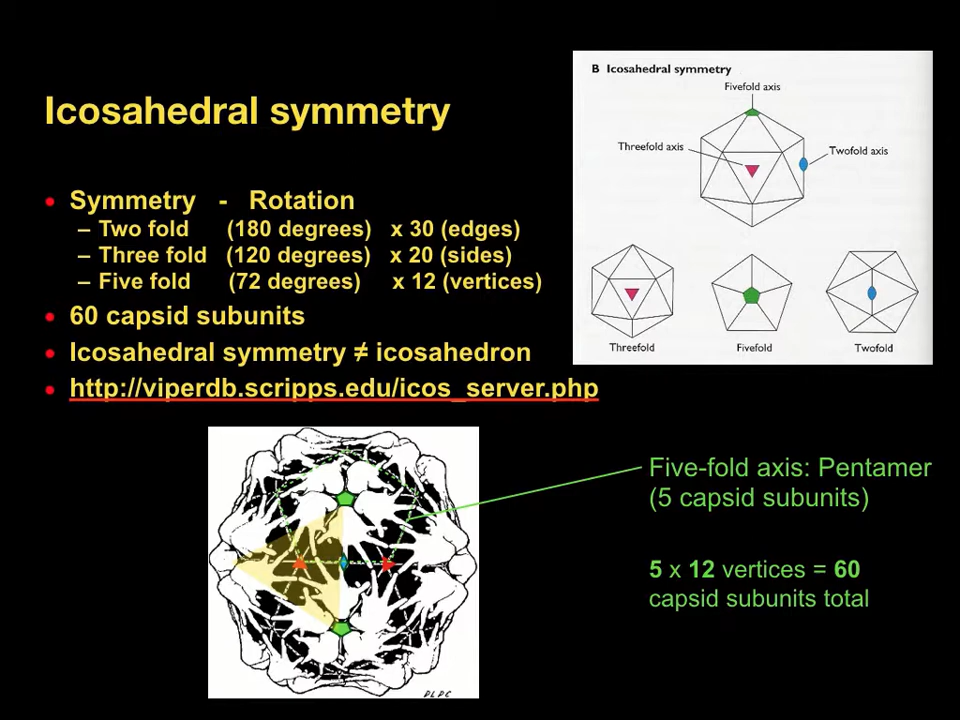 Icosahedral symmetry
• Symmetry - Rotation
– Two fold (180 degrees) x 30 (edges)
– Three fold (120 degrees) x 20 (sides)
– Five fold (72 degrees) x 12 (vertices)
• 60 capsid subunits
• Icosahedral symmetry ≠ icosahedron
• http://viperdb.scripps.edu/icos_server.php
B Icosahedral symmetry
Fivefold axis
Threefold axis
Twofold axis
Threefold
Fivefold
Twofold
Five-fold axis: Pentamer
(5 capsid subunits)
5 x 12 vertices = 60
capsid subunits total
PLPC